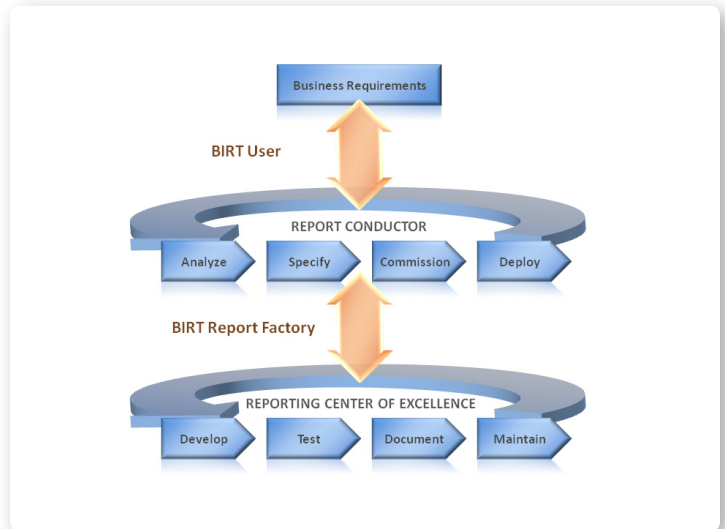 Business Requirements
BIRT User
REPORT CONDUCTOR
Analyze
Specify
Commission
Deploy
BIRT Report Factory
REPORTING CENTER OF EXCELLENCE
Develop
Test
Document
Maintain